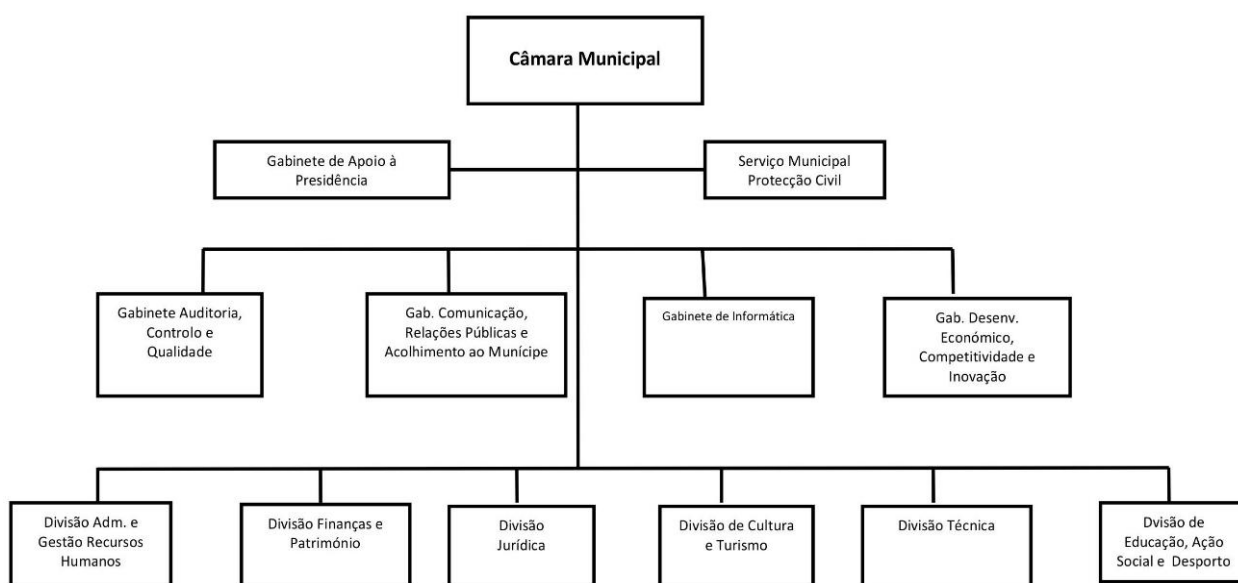 Câmara Municipal
Gabinete de Apoio à
Presidência
Serviço Municipal
Protecção Civil
Gabinete Auditoria,
Controlo e
Qualidade
Gab. Comunicação,
Relações Públicas e
Acolhimento ao Munícipe
Gabinete de Informática
Gab. Desenv.
Económico,
Competitividade e
Inovação
Divisão Adm. e
Gestão Recursos
Humanos
Divisão Finanças e
Património
Divisão
Jurídica
Divisão de Cultura
e Turismo
Divisão Técnica
Dvisão de
Educação, Ação
Social e Desporto